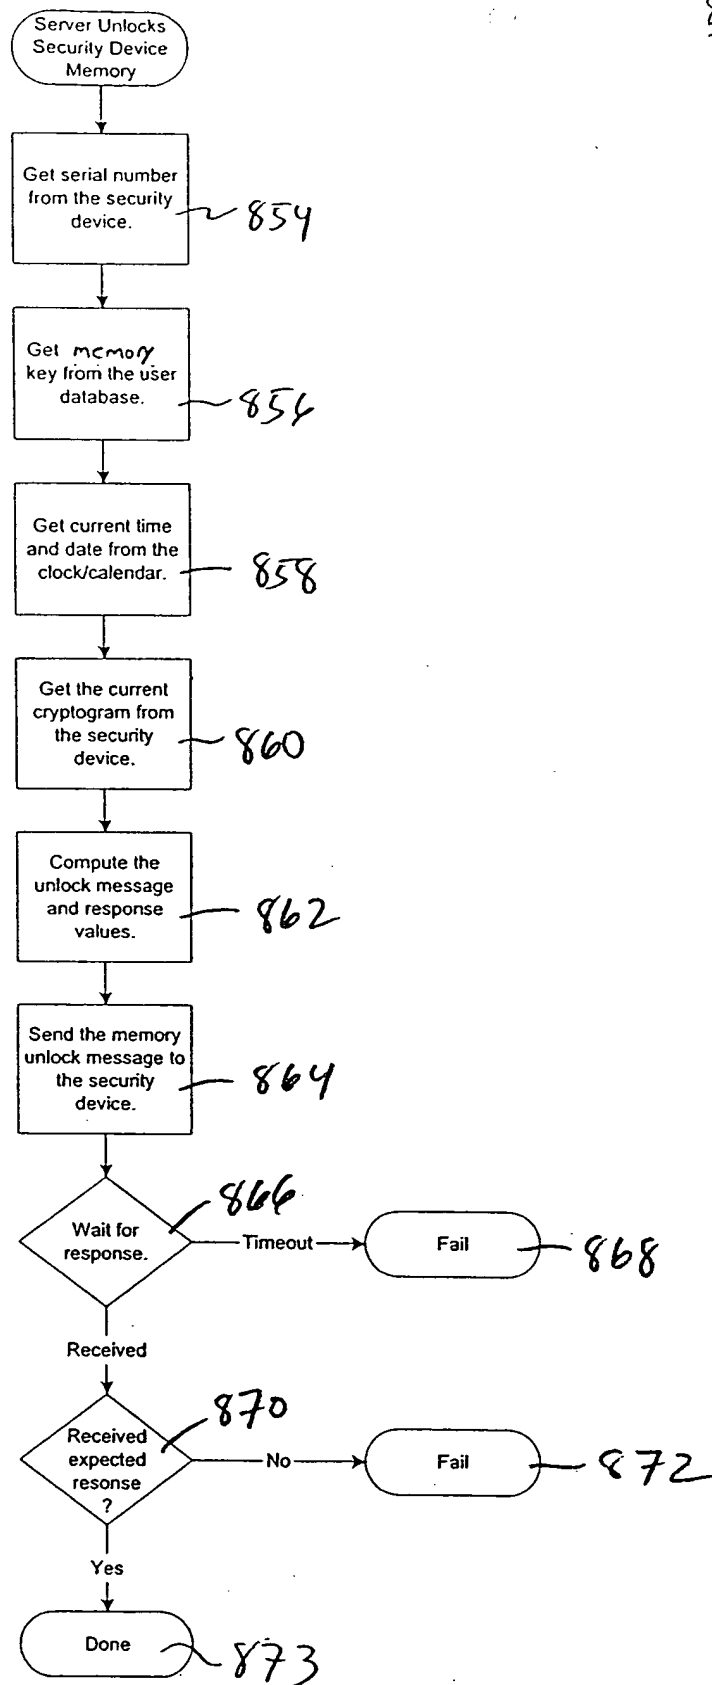 Server Unlocks
Security Device
Memory
Get serial number
from the security
device.
854
Get memory
key from the user
database.
856
Get current time
and date from the
clock/calendar.
858
Get the current
cryptogram from
the security
device.
860
Compute the
unlock message
and response
values.
862
Send the memory
unlock message to
the security
device.
864
866
Wait for
response.
Timeout
Fail
868
Received
870
Received
expected
resonse
?
No
Fail
872
Yes
Done
873